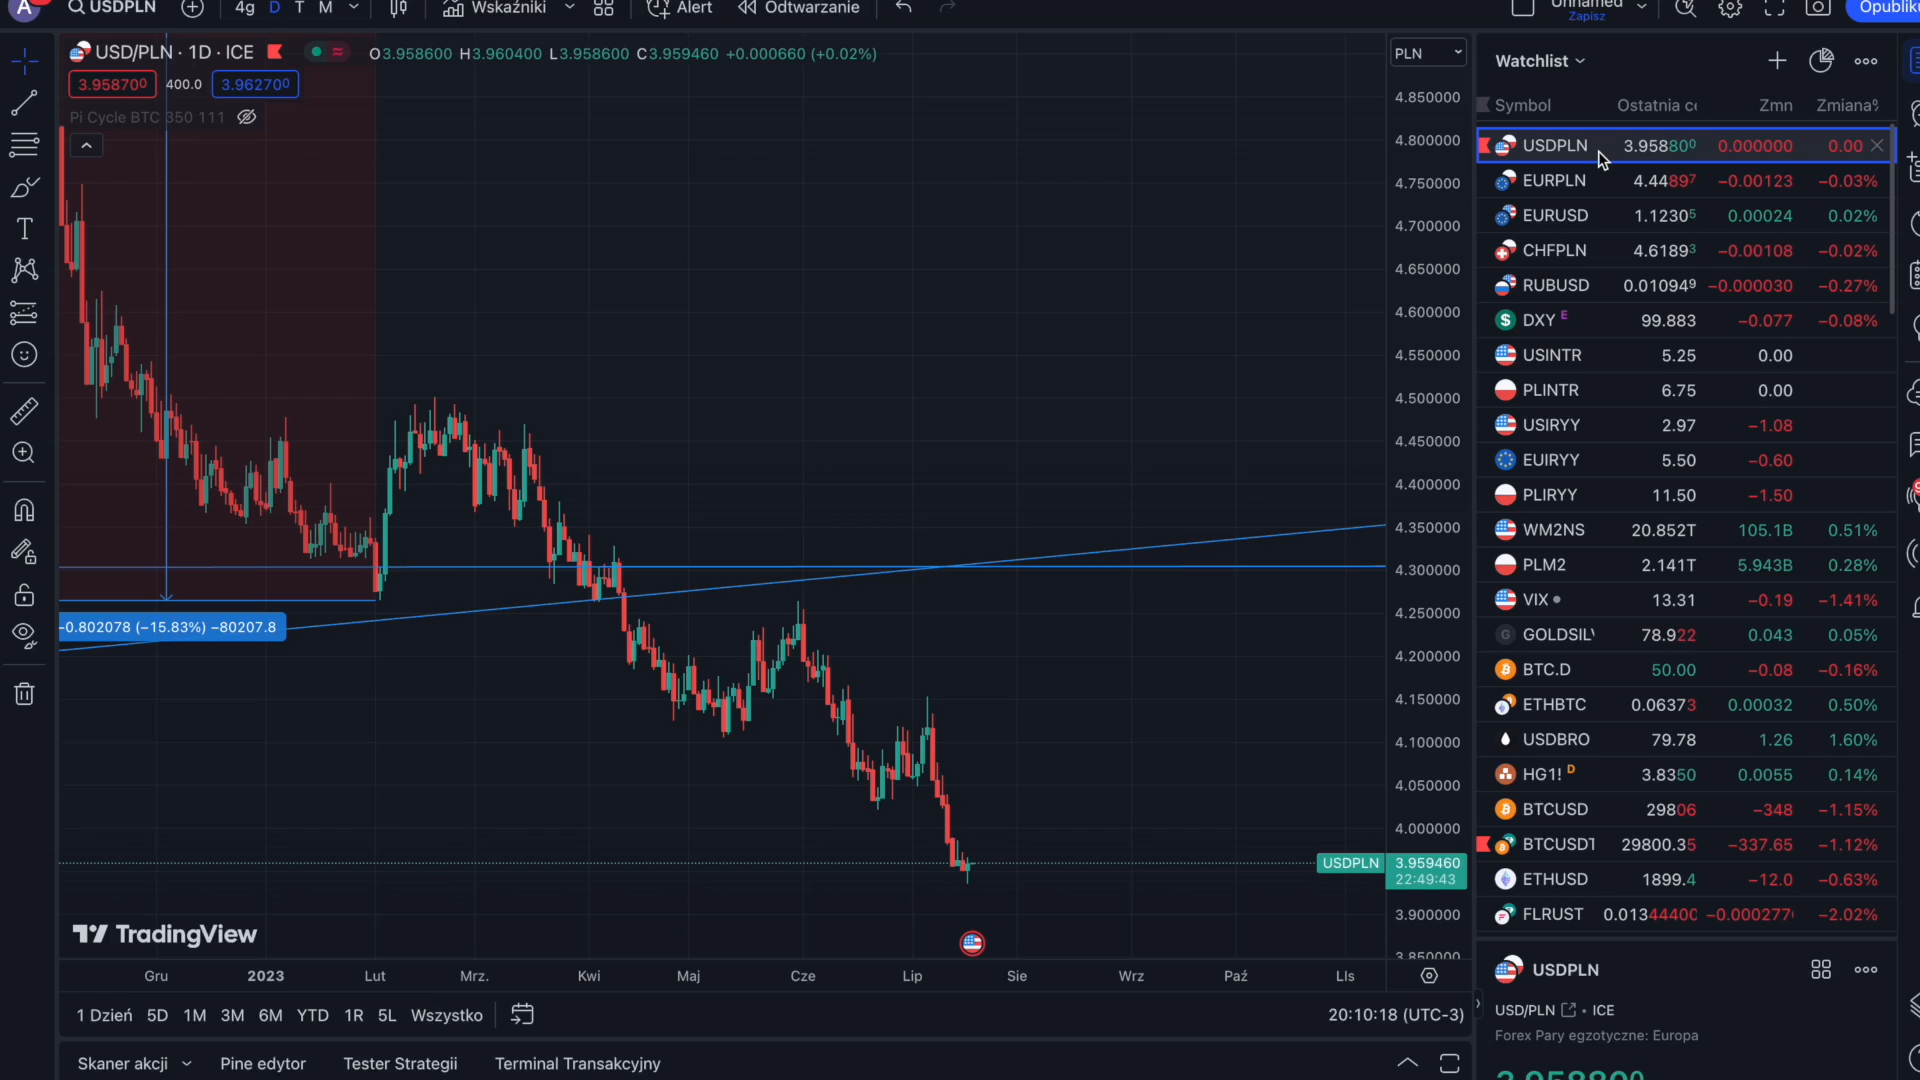 A
USDPLN
4g D T M
Wskaźniki
Alert
Odtwarzanie
Unnamed
Zapisz
USD/PLN · 1D · ICE
O3.958600 H3.960400 L3.958600 C3.959460 +0.000660 (+0.02%)
3.958700 400.0 3.962700
Pi Cycle BTC 350 111
PLN
4.850000
4.800000
4.750000
4.700000
4.650000
4.600000
4.550000
4.500000
4.450000
4.400000
4.350000
4.300000
4.250000
4.200000
4.150000
4.100000
4.050000
4.000000
USDPLN 3.959460
22:49:43
3.900000
3.850000
-0.802078 (−15.83%) −80207.8
TradingView
Gru 2023 Lut Mrz. Kwi Maj Cze Lip Sie Wrz Paź Lis
1 Dzień 5D 1M 3M 6M YTD 1R 5L Wszystko
20:10:18 (UTC-3)
Skaner akcji Pine edytor Tester Strategii Terminal Transakcyjny
Watchlist
Symbol Ostatnia Zmn Zmiana%
USDPLN 3.958800 0.000000 0.00
EURPLN 4.44897 −0.00123 −0.03%
EURUSD 1.12305 0.00024 0.02%
CHFPLN 4.61893 −0.00108 −0.02%
RUBUSD 0.010949 −0.000030 −0.27%
DXY E 99.883 −0.077 −0.08%
USINTR 5.25 0.00
PLINTR 6.75 0.00
USIRYY 2.97 −1.08
EUIRYY 5.50 −0.60
PLIRYY 11.50 −1.50
WM2NS 20.852T 105.1B 0.51%
PLM2 2.141T 5.943B 0.28%
VIX 13.31 −0.19 −1.41%
G GOLDSIL 78.922 0.043 0.05%
BTC.D 50.00 −0.08 −0.16%
ETHBTC 0.06373 0.00032 0.50%
USDBRO 79.78 1.26 1.60%
HG1! D 3.8350 0.0055 0.14%
BTCUSD 29806 −348 −1.15%
BTCUSDT 29800.35 −337.65 −1.12%
ETHUSD 1899.4 −12.0 −0.63%
FLRUST 0.01344400 −0.000277 −2.02%
USDPLN
USD/PLN • ICE
Forex Pary egzotyczne: Europa